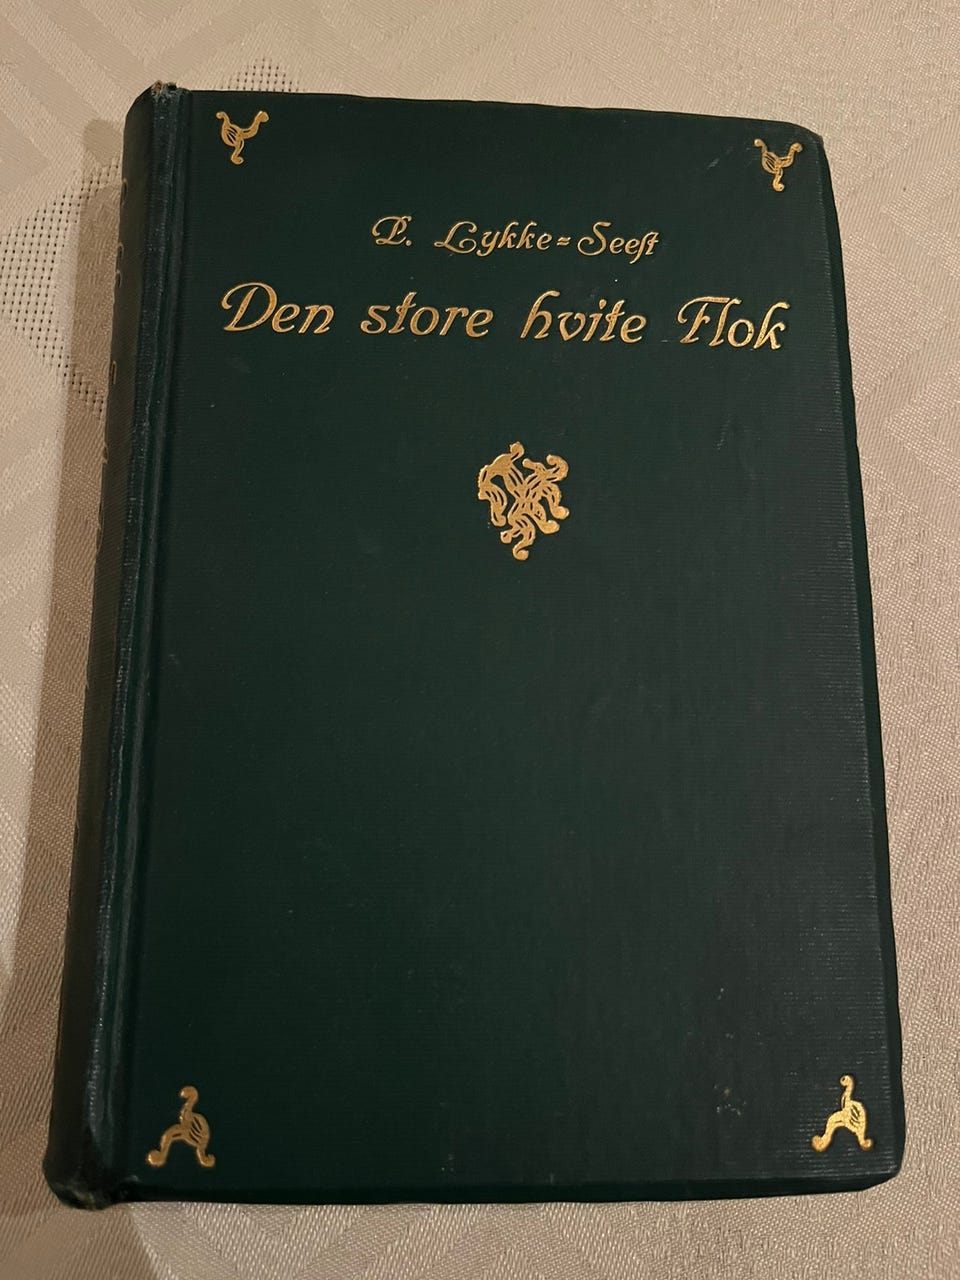 P. Lykke=Seest
Den store hvite Flok